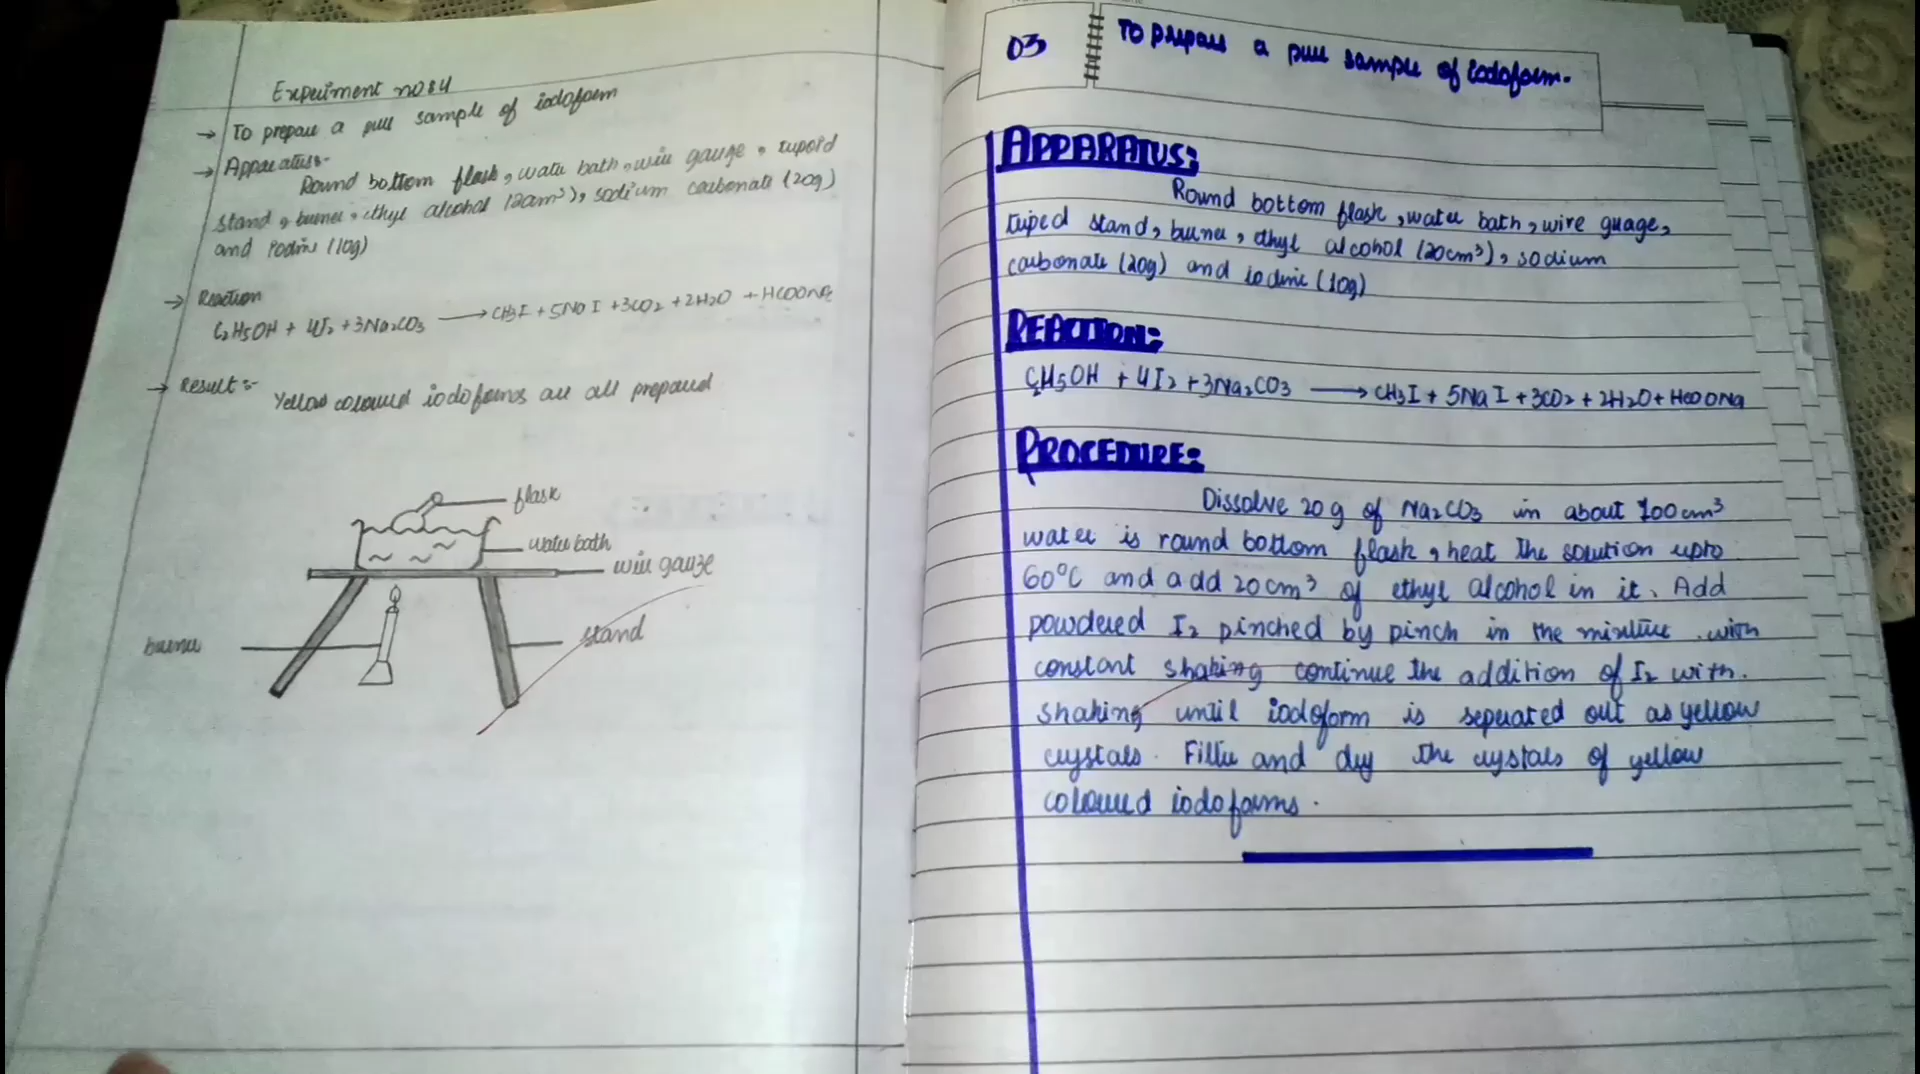 Experiment no 84
→ To prepare a pure sample of iodoform
→ Apparatus:-
Round bottom flask, water bath, wire gauze, tupoid
stand, burner, ethyl alcohol (20cm³), sodium carbonate (20g)
and Iodine (10g)
→ Reaction
C₂H₅OH + 4I₂ + 3Na₂CO₃ → CH3I + 5NaI + 3CO₂ + 2H₂O + HCOONa
→ Result:-
Yellow coloured iodoforms are all prepared
flask
water bath
wire gauze
burner
stand
03
To prepare a pure sample of Iodoform.
APPARATUS:
Round bottom flask, water bath, wire guage,
tuped stand, burner, ethyl alcohol (20cm³), sodium
carbonate (20g) and iodine (10g)
REACTION:
C₂H5OH + 4I₂ + 3Na₂CO3 → CH3I + 5NaI + 3CO₂ + 2H₂O + HCOONa
PROCEDURE:
Dissolve 20g of Na₂CO3 in about 100cm³
water is round bottom flask, heat the solution upto
60°C and add 20cm³ of ethyl alcohol in it. Add
powdered I₂ pinched by pinch in the mixture with
constant shaking continue the addition of I₂ with.
shaking until iodoform is seperated out as yellow
crystals. Filter and dry the crystals of yellow
coloured iodoforms.